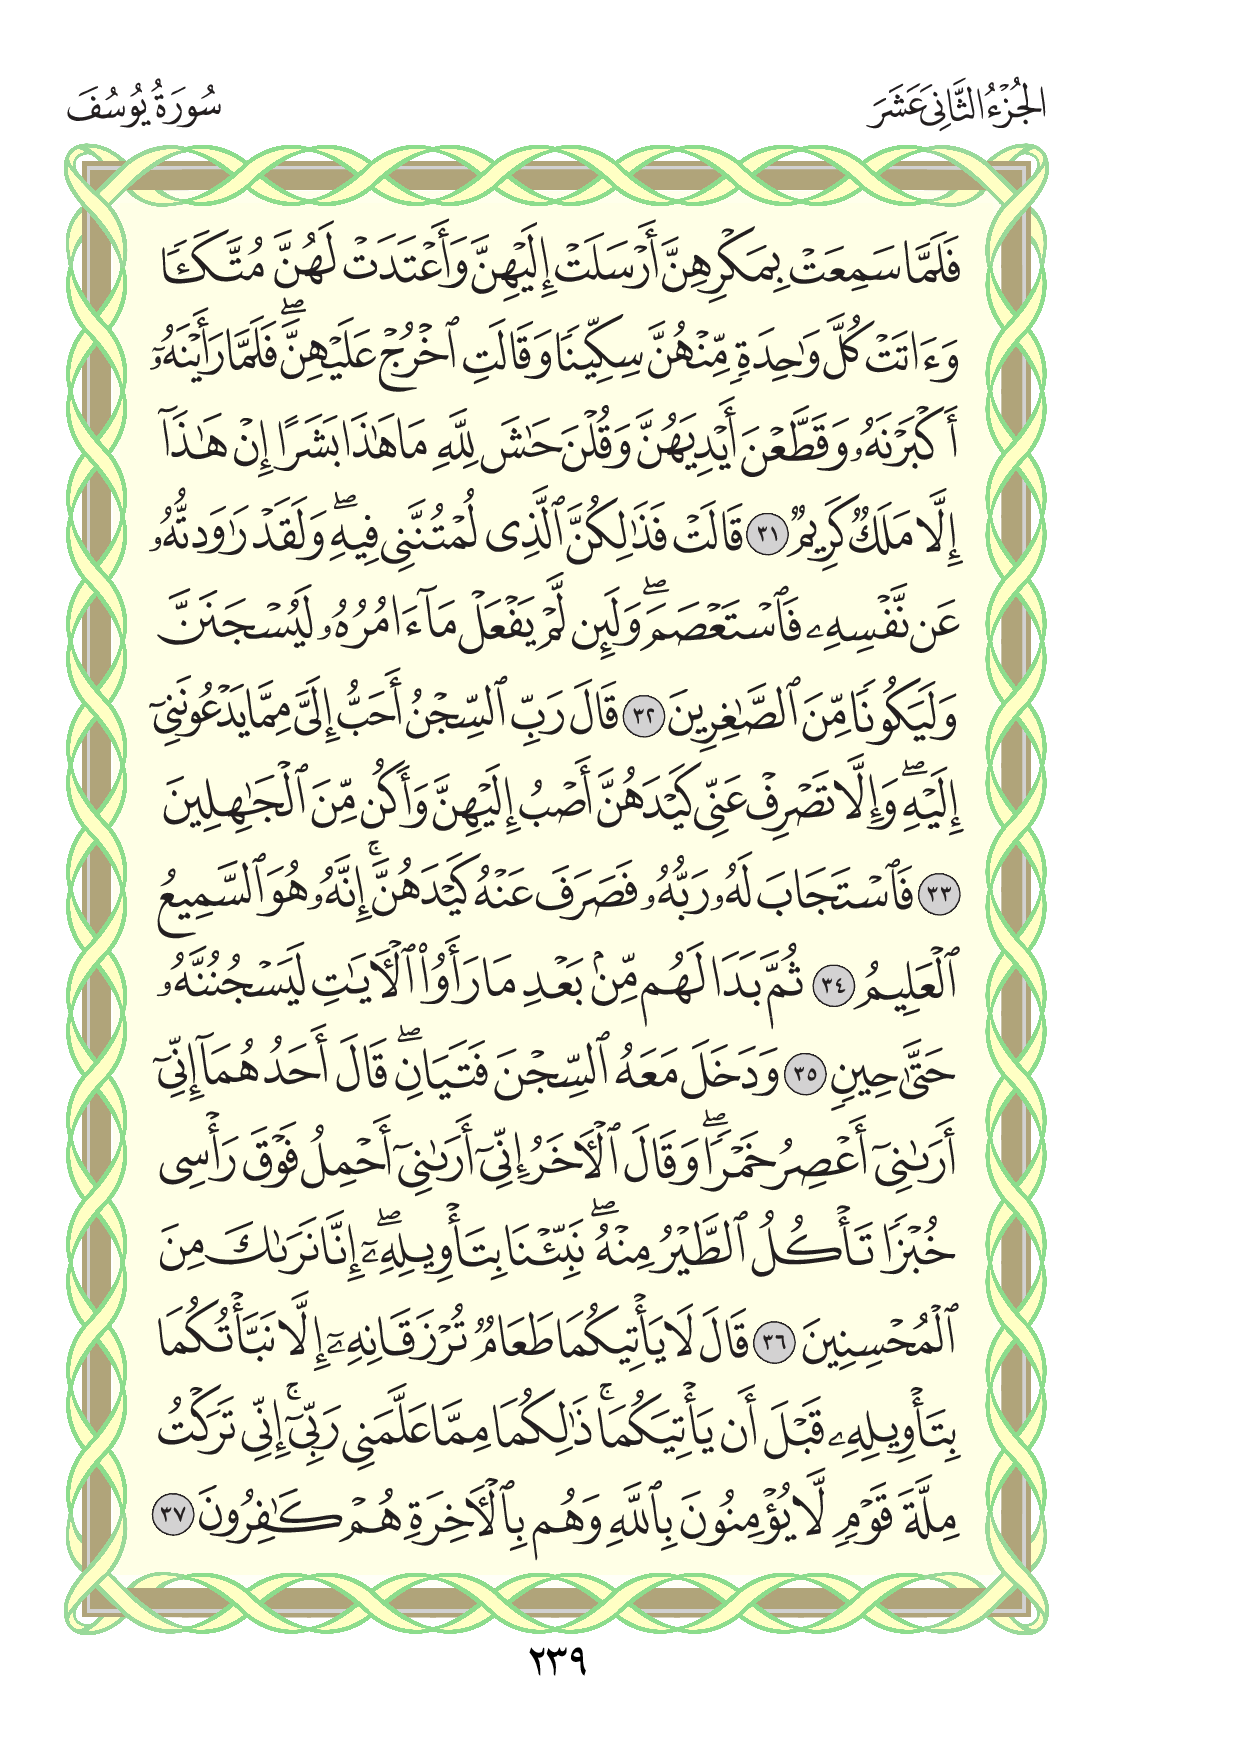 الجُزْءُ الثَّانِي عَشَرَ
سُورَةُ يُوسُفَ
فَلَمَّا سَمِعَتْ بِمَكْرِهِنَّ أَرْسَلَتْ إِلَيْهِنَّ وَأَعْتَدَتْ لَهُنَّ مُتَّكَـًٔا
وَءَاتَتْ كُلَّ وَٰحِدَةٍ مِّنْهُنَّ سِكِّينًا وَقَالَتِ ٱخْرُجْ عَلَيْهِنَّ ۖ فَلَمَّا رَأَيْنَهُۥٓ
أَكْبَرْنَهُۥ وَقَطَّعْنَ أَيْدِيَهُنَّ وَقُلْنَ حَـٰشَ لِلَّهِ مَا هَـٰذَا بَشَرًا إِنْ هَـٰذَآ
إِلَّا مَلَكٌ كَرِيمٌ ٣١ قَالَتْ فَذَٰلِكُنَّ ٱلَّذِى لُمْتُنَّنِى فِيهِ ۖ وَلَقَدْ رَٰوَدتُّهُۥ
عَن نَّفْسِهِۦ فَٱسْتَعْصَمَ ۖ وَلَئِن لَّمْ يَفْعَلْ مَآ ءَامُرُهُۥ لَيُسْجَنَنَّ
وَلَيَكُونًا مِّنَ ٱلصَّـٰغِرِينَ ٣٢ قَالَ رَبِّ ٱلسِّجْنُ أَحَبُّ إِلَىَّ مِمَّا يَدْعُونَنِىٓ
إِلَيْهِ ۖ وَإِلَّا تَصْرِفْ عَنِّى كَيْدَهُنَّ أَصْبُ إِلَيْهِنَّ وَأَكُن مِّنَ ٱلْجَـٰهِلِينَ
٣٣ فَٱسْتَجَابَ لَهُۥ رَبُّهُۥ فَصَرَفَ عَنْهُ كَيْدَهُنَّ ۚ إِنَّهُۥ هُوَ ٱلسَّمِيعُ
ٱلْعَلِيمُ ٣٤ ثُمَّ بَدَا لَهُم مِّنۢ بَعْدِ مَا رَأَوُا۟ ٱلْـَٔايَـٰتِ لَيَسْجُنُنَّهُۥ
حَتَّىٰ حِينٍ ٣٥ وَدَخَلَ مَعَهُ ٱلسِّجْنَ فَتَيَانِ ۖ قَالَ أَحَدُهُمَآ إِنِّىٓ
أَرَىٰنِىٓ أَعْصِرُ خَمْرًا ۖ وَقَالَ ٱلْـَٔاخَرُ إِنِّىٓ أَرَىٰنِىٓ أَحْمِلُ فَوْقَ رَأْسِى
خُبْزًا تَأْكُلُ ٱلطَّيْرُ مِنْهُ ۖ نَبِّئْنَا بِتَأْوِيلِهِۦٓ ۖ إِنَّا نَرَىٰكَ مِنَ
ٱلْمُحْسِنِينَ ٣٦ قَالَ لَا يَأْتِيكُمَا طَعَامٌ تُرْزَقَانِهِۦٓ إِلَّا نَبَّأْتُكُمَا
بِتَأْوِيلِهِۦ قَبْلَ أَن يَأْتِيَكُمَا ۚ ذَٰلِكُمَا مِمَّا عَلَّمَنِى رَبِّىٓ ۚ إِنِّى تَرَكْتُ
مِلَّةَ قَوْمٍ لَّا يُؤْمِنُونَ بِٱللَّهِ وَهُم بِٱلْـَٔاخِرَةِ هُمْ كَـٰفِرُونَ ٣٧
٢٣٩